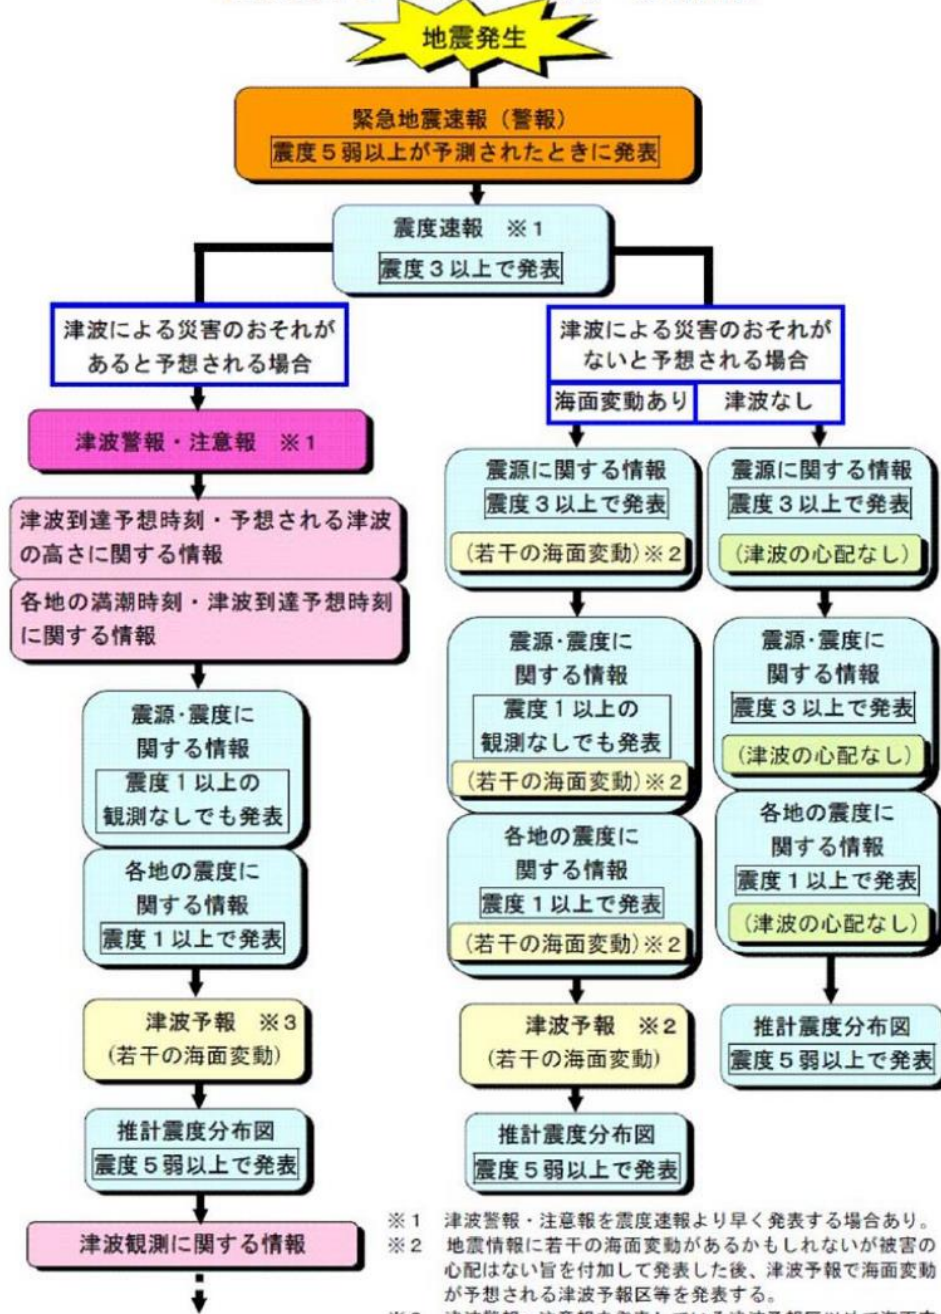 地震発生
緊急地震速報（警報）
震度５弱以上が予測されたときに発表
震度速報　※１
震度３以上で発表
津波による災害のおそれが
あると予想される場合
津波による災害のおそれが
ないと予想される場合
海面変動あり
津波なし
津波警報・注意報　※１
津波到達予想時刻・予想される津波
の高さに関する情報
各地の満潮時刻・津波到達予想時刻
に関する情報
震源･震度に
関する情報
震度１以上の
観測なしでも発表
各地の震度に
関する情報
震度１以上で発表
津波予報　※３
(若干の海面変動)
推計震度分布図
震度５弱以上で発表
津波観測に関する情報
震源に関する情報
震度３以上で発表
(若干の海面変動)※２
震源･震度に
関する情報
震度１以上の
観測なしでも発表
(若干の海面変動)※２
各地の震度に
関する情報
震度１以上で発表
(若干の海面変動)※２
津波予報　※２
(若干の海面変動)
推計震度分布図
震度５弱以上で発表
震源に関する情報
震度３以上で発表
(津波の心配なし)
震源･震度に
関する情報
震度３以上で発表
(津波の心配なし)
各地の震度に
関する情報
震度１以上で発表
(津波の心配なし)
推計震度分布図
震度５弱以上で発表
※１　津波警報・注意報を震度速報より早く発表する場合あり。
※２　地震情報に若干の海面変動があるかもしれないが被害の
心配はない旨を付加して発表した後、津波予報で海面変動
が予想される津波予報区等を発表する。